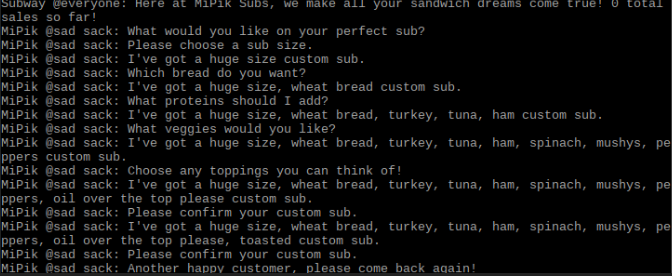 Subway @everyone: Here at MiPik Subs, we make all your sandwich dreams come true! 0 total
sales so far!
MiPik @sad sack: What would you like on your perfect sub?
MiPik @sad sack: Please choose a sub size.
MiPik @sad sack: I've got a huge size custom sub.
MiPik @sad sack: Which bread do you want?
MiPik @sad sack: I've got a huge size, wheat bread custom sub.
MiPik @sad sack: What proteins should I add?
MiPik @sad sack: I've got a huge size, wheat bread, turkey, tuna, ham custom sub.
MiPik @sad sack: What veggies would you like?
MiPik @sad sack: I've got a huge size, wheat bread, turkey, tuna, ham, spinach, mushys, pe
ppers custom sub.
MiPik @sad sack: Choose any toppings you can think of!
MiPik @sad sack: I've got a huge size, wheat bread, turkey, tuna, ham, spinach, mushys, pe
ppers, oil over the top please custom sub.
MiPik @sad sack: Please confirm your custom sub.
MiPik @sad sack: I've got a huge size, wheat bread, turkey, tuna, ham, spinach, mushys, pe
ppers, oil over the top please, toasted custom sub.
MiPik @sad sack: Please confirm your custom sub.
MiPik @sad sack: Another happy customer, please come back again!